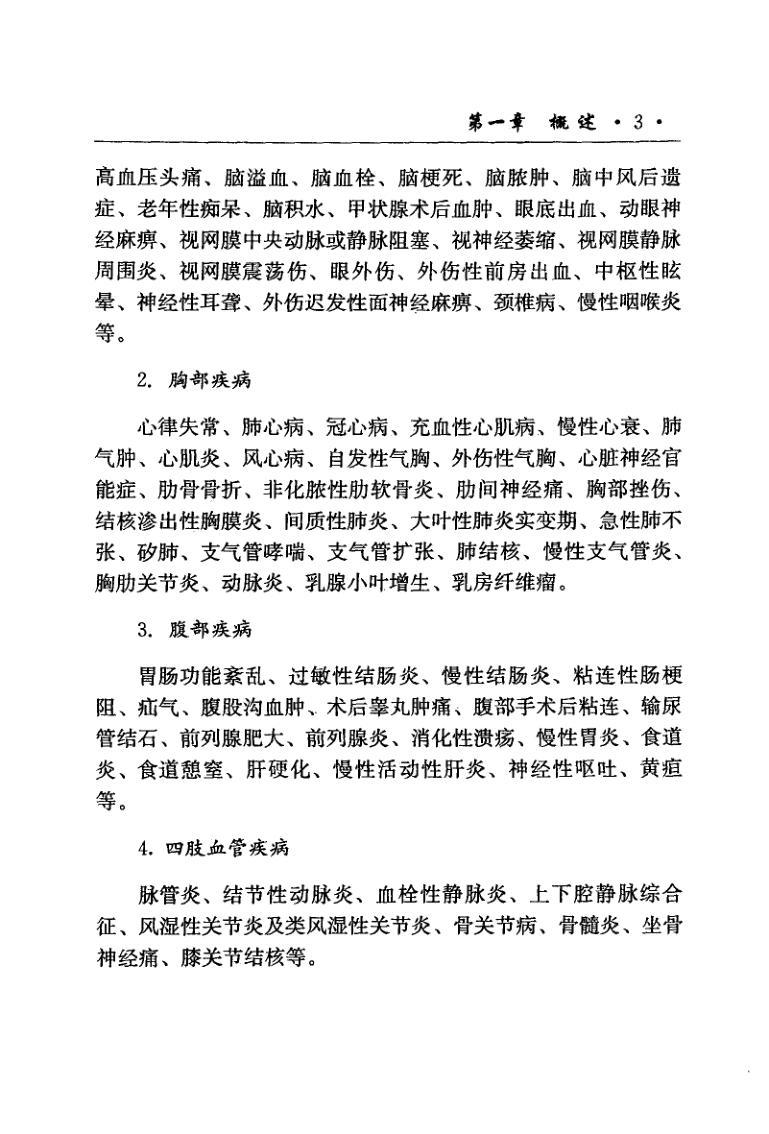 第一章 概述 · 3 ·
高血压头痛、脑溢血、脑血栓、脑梗死、脑脓肿、脑中风后遗
症、老年性痴呆、脑积水、甲状腺术后血肿、眼底出血、动眼神
经麻痹、视网膜中央动脉或静脉阻塞、视神经萎缩、视网膜静脉
周围炎、视网膜震荡伤、眼外伤、外伤性前房出血、中枢性眩
晕、神经性耳聋、外伤迟发性面神经麻痹、颈椎病、慢性咽喉炎
等。
2. 胸部疾病
心律失常、肺心病、冠心病、充血性心肌病、慢性心衰、肺
气肿、心肌炎、风心病、自发性气胸、外伤性气胸、心脏神经官
能症、肋骨骨折、非化脓性肋软骨炎、肋间神经痛、胸部挫伤、
结核渗出性胸膜炎、间质性肺炎、大叶性肺炎实变期、急性肺不
张、矽肺、支气管哮喘、支气管扩张、肺结核、慢性支气管炎、
胸肋关节炎、动脉炎、乳腺小叶增生、乳房纤维瘤。
3. 腹部疾病
胃肠功能紊乱、过敏性结肠炎、慢性结肠炎、粘连性肠梗
阻、疝气、腹股沟血肿、术后睾丸肿痛、腹部手术后粘连、输尿
管结石、前列腺肥大、前列腺炎、消化性溃疡、慢性胃炎、食道
炎、食道憩室、肝硬化、慢性活动性肝炎、神经性呕吐、黄疸
等。
4. 四肢血管疾病
脉管炎、结节性动脉炎、血栓性静脉炎、上下腔静脉综合
征、风湿性关节炎及类风湿性关节炎、骨关节病、骨髓炎、坐骨
神经痛、膝关节结核等。